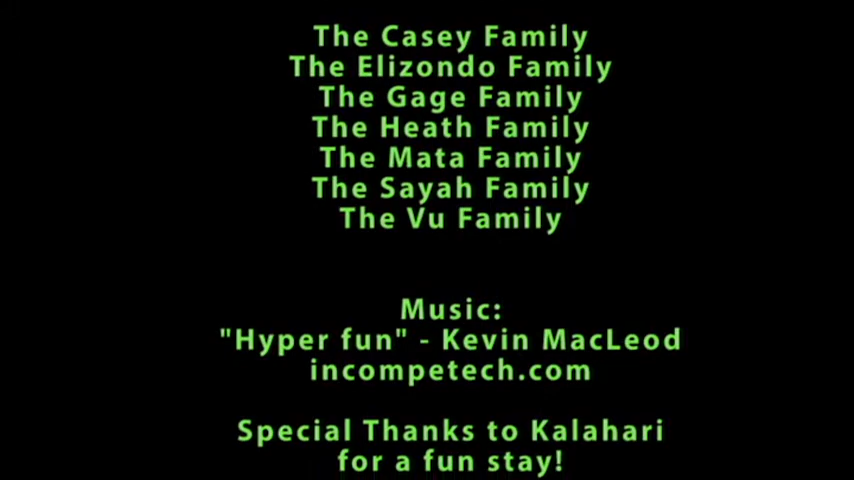 The Casey Family
The Elizondo Family
The Gage Family
The Heath Family
The Mata Family
The Sayah Family
The Vu Family
Music:
"Hyper fun" - Kevin MacLeod
incompetech.com
Special Thanks to Kalahari
for a fun stay!